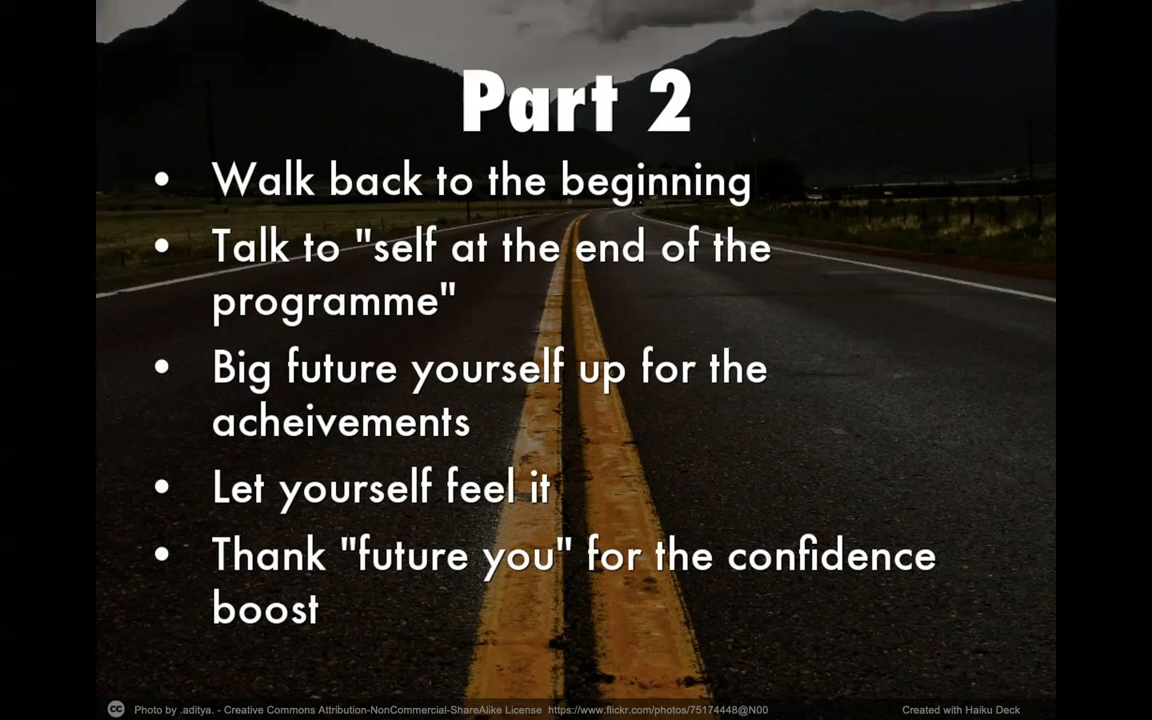 Part 2
• Walk back to the beginning
• Talk to "self at the end of the
programme"
• Big future yourself up for the
acheivements
• Let yourself feel it
• Thank "future you" for the confidence
boost
cc Photo by .aditya. - Creative Commons Attribution-NonCommercial-ShareAlike License https://www.flickr.com/photos/75174448@N00 Created with Haiku Deck